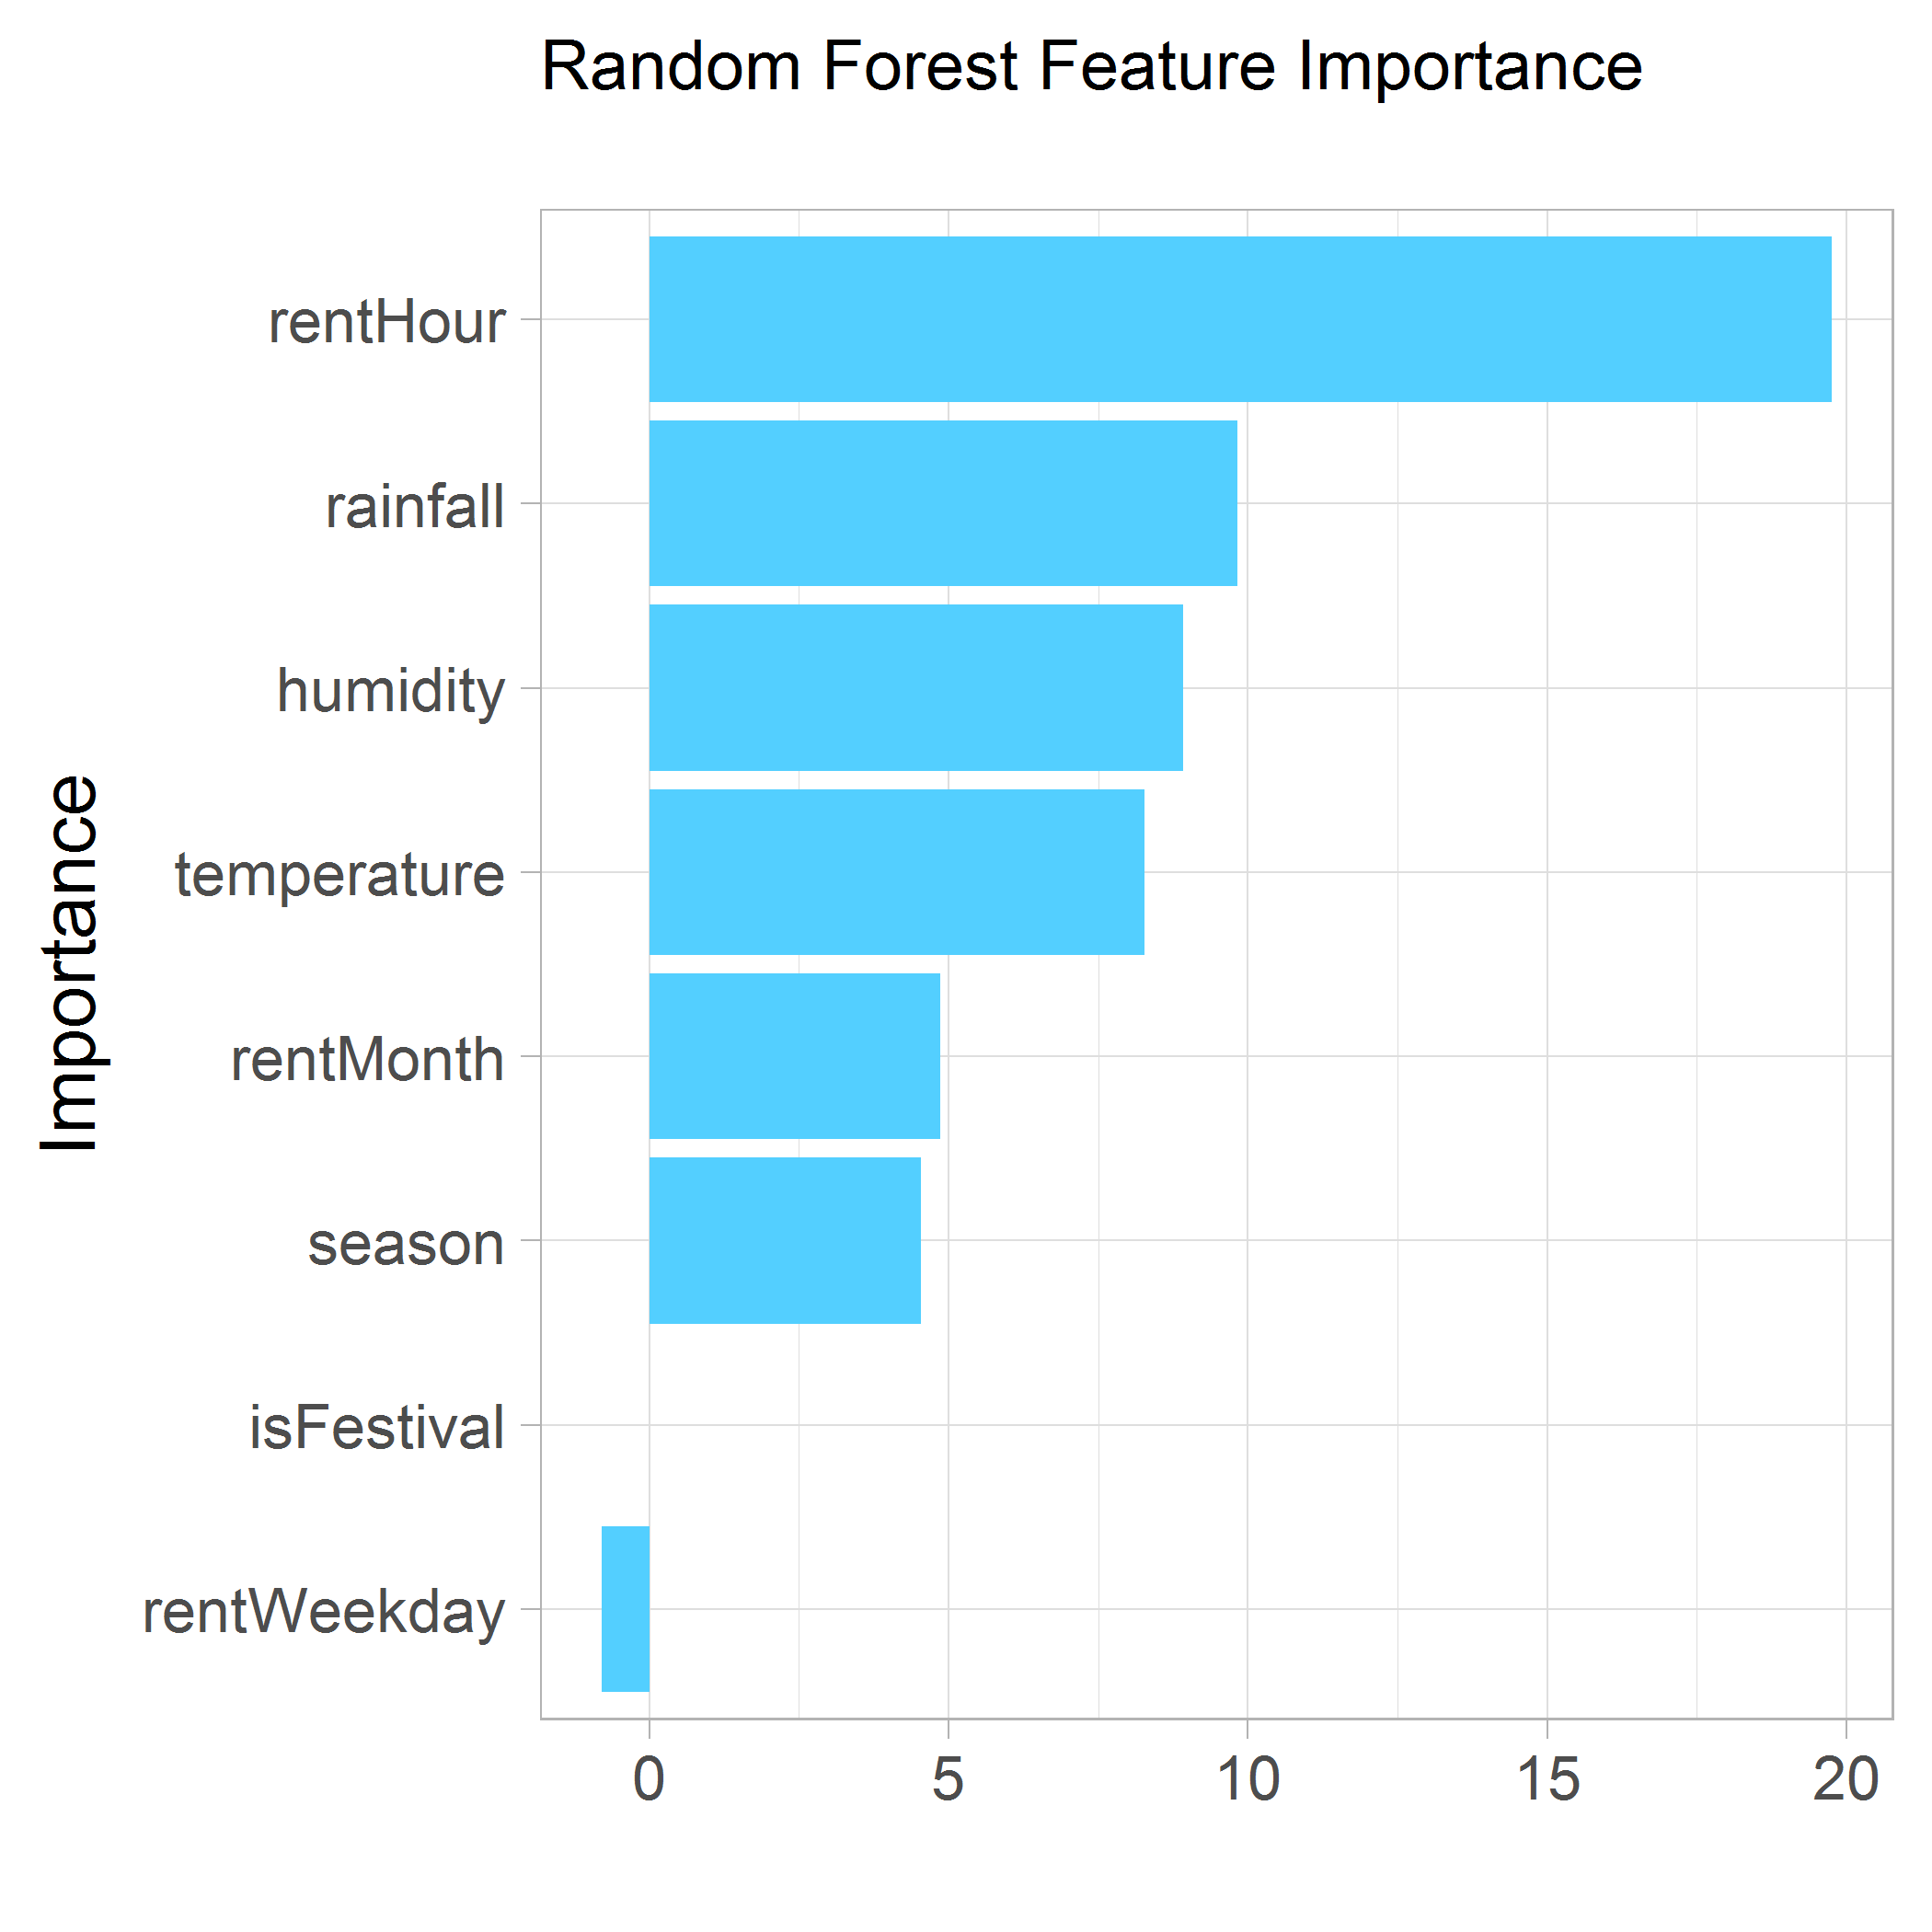 Random Forest Feature Importance
rentHour
rainfall
humidity
temperature
rentMonth
season
isFestival
rentWeekday
Importance
0 5 10 15 20